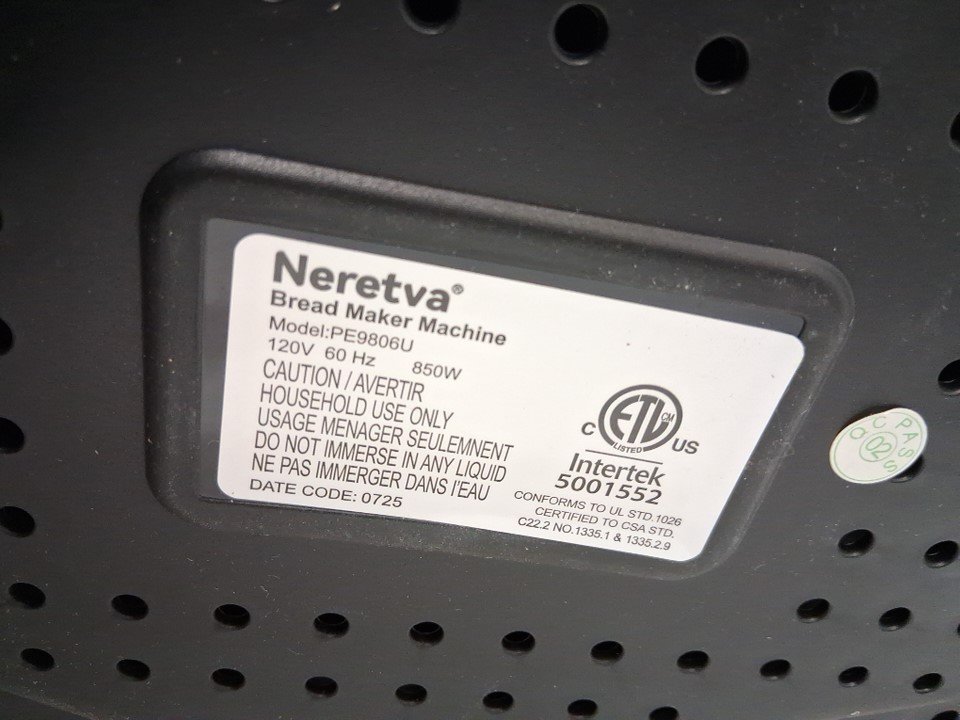 Neretva®
Bread Maker Machine
Model:PE9806U
120V 60 Hz 850W
CAUTION / AVERTIR
HOUSEHOLD USE ONLY
USAGE MENAGER SEULEMNENT
DO NOT IMMERSE IN ANY LIQUID
NE PAS IMMERGER DANS I'EAU
DATE CODE: 0725
C ETL CM US
LISTED
Intertek
5001552
CONFORMS TO UL STD.1026
CERTIFIED TO CSA STD.
C22.2 NO.1335.1 & 1335.2.9
QC PASS
02